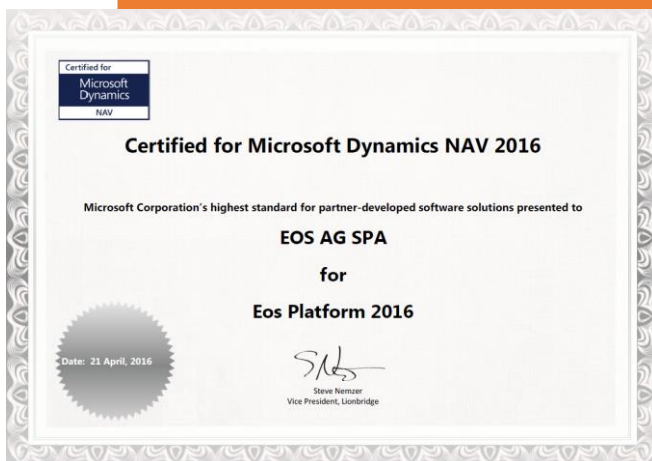 Certified for
Microsoft
Dynamics
NAV
Certified for Microsoft Dynamics NAV 2016
Microsoft Corporation's highest standard for partner-developed software solutions presented to
EOS AG SPA
for
Eos Platform 2016
Date: 21 April, 2016
Steve Nemzer
Vice President, Lionbridge